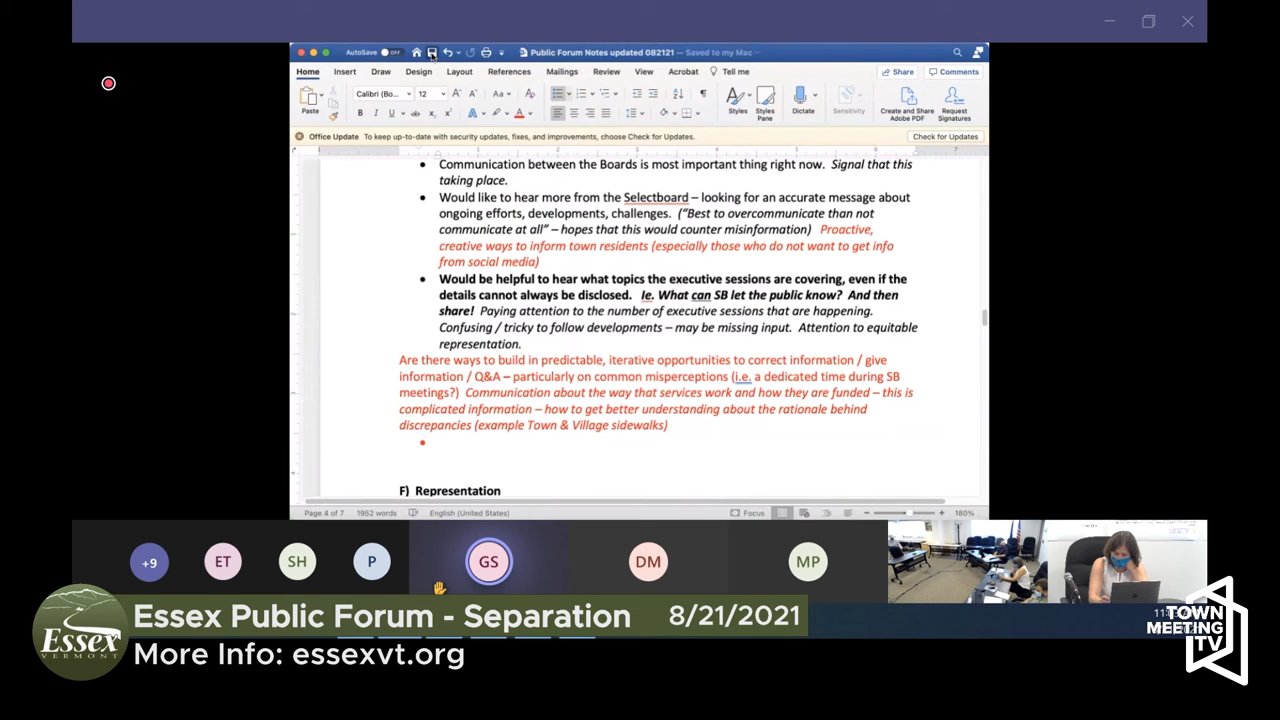 AutoSave OFF
Public Forum Notes updated 082121 — Saved to my Mac
Home Insert Draw Design Layout References Mailings Review View Acrobat Tell me Share Comments
Paste Calibri (Bo... 12 Styles Styles Pane Dictate Sensitivity Create and Share Adobe PDF Request Signatures
Office Update To keep up-to-date with security updates, fixes, and improvements, choose Check for Updates. Check for Updates
• Communication between the Boards is most important thing right now. Signal that this
taking place.
• Would like to hear more from the Selectboard – looking for an accurate message about
ongoing efforts, developments, challenges. (“Best to overcommunicate than not
communicate at all” – hopes that this would counter misinformation) Proactive,
creative ways to inform town residents (especially those who do not want to get info
from social media)
• Would be helpful to hear what topics the executive sessions are covering, even if the
details cannot always be disclosed. Ie. What can SB let the public know? And then
share! Paying attention to the number of executive sessions that are happening.
Confusing / tricky to follow developments – may be missing input. Attention to equitable
representation.
Are there ways to build in predictable, iterative opportunities to correct information / give
information / Q&A – particularly on common misperceptions (i.e. a dedicated time during SB
meetings?) Communication about the way that services work and how they are funded – this is
complicated information – how to get better understanding about the rationale behind
discrepancies (example Town & Village sidewalks)
•
F) Representation
Page 4 of 7 1952 words English (United States) Focus 180%
+9 ET SH P GS DM MP
Essex Public Forum - Separation 8/21/2021
More Info: essexvt.org
Essex
VERMONT
TOWN
MEETING
TV